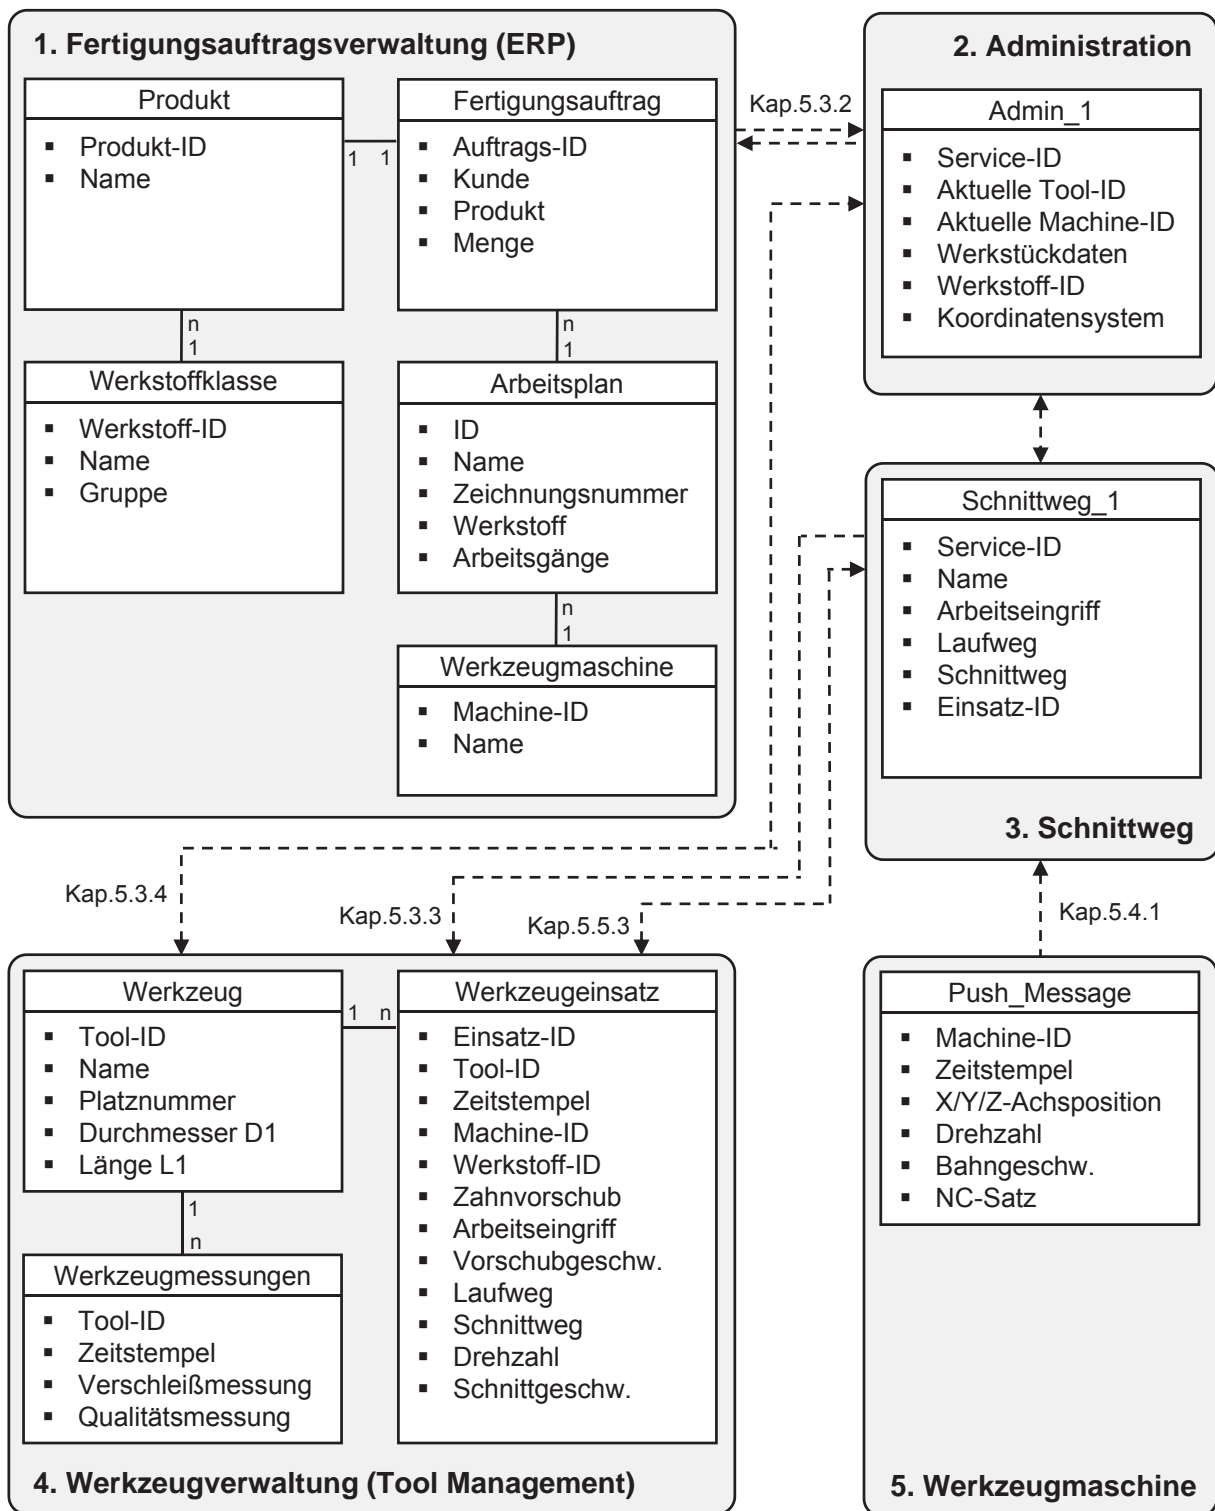 1. Fertigungsauftragsverwaltung (ERP)
Produkt
▪ Produkt-ID
▪ Name
1 1
Fertigungsauftrag
▪ Auftrags-ID
▪ Kunde
▪ Produkt
▪ Menge
n
1
n
1
Werkstoffklasse
▪ Werkstoff-ID
▪ Name
▪ Gruppe
Arbeitsplan
▪ ID
▪ Name
▪ Zeichnungsnummer
▪ Werkstoff
▪ Arbeitsgänge
n
1
Werkzeugmaschine
▪ Machine-ID
▪ Name
Kap.5.3.2
2. Administration
Admin_1
▪ Service-ID
▪ Aktuelle Tool-ID
▪ Aktuelle Machine-ID
▪ Werkstückdaten
▪ Werkstoff-ID
▪ Koordinatensystem
Schnittweg_1
▪ Service-ID
▪ Name
▪ Arbeitseingriff
▪ Laufweg
▪ Schnittweg
▪ Einsatz-ID
3. Schnittweg
Kap.5.3.4
Kap.5.3.3
Kap.5.5.3
Kap.5.4.1
Werkzeug
▪ Tool-ID
▪ Name
▪ Platznummer
▪ Durchmesser D1
▪ Länge L1
1 n
1
n
Werkzeugmessungen
▪ Tool-ID
▪ Zeitstempel
▪ Verschleißmessung
▪ Qualitätsmessung
Werkzeugeinsatz
▪ Einsatz-ID
▪ Tool-ID
▪ Zeitstempel
▪ Machine-ID
▪ Werkstoff-ID
▪ Zahnvorschub
▪ Arbeitseingriff
▪ Vorschubgeschw.
▪ Laufweg
▪ Schnittweg
▪ Drehzahl
▪ Schnittgeschw.
4. Werkzeugverwaltung (Tool Management)
Push_Message
▪ Machine-ID
▪ Zeitstempel
▪ X/Y/Z-Achsposition
▪ Drehzahl
▪ Bahngeschw.
▪ NC-Satz
5. Werkzeugmaschine